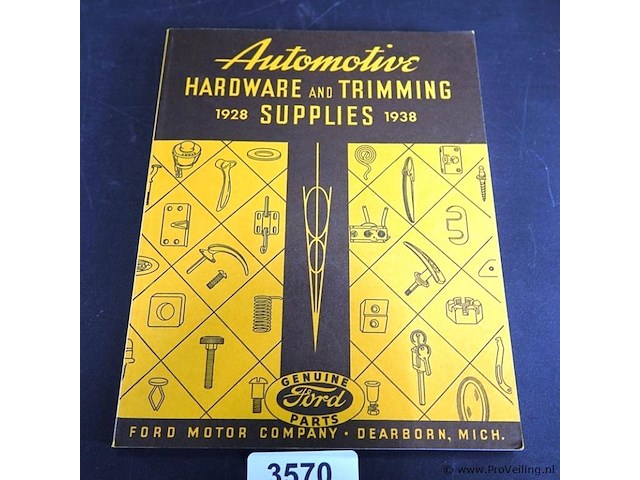 Automotive
HARDWARE AND TRIMMING
1928 SUPPLIES 1938
GENUINE
Ford
PARTS
FORD MOTOR COMPANY · DEARBORN, MICH.
3570
© www.ProVeiling.nl